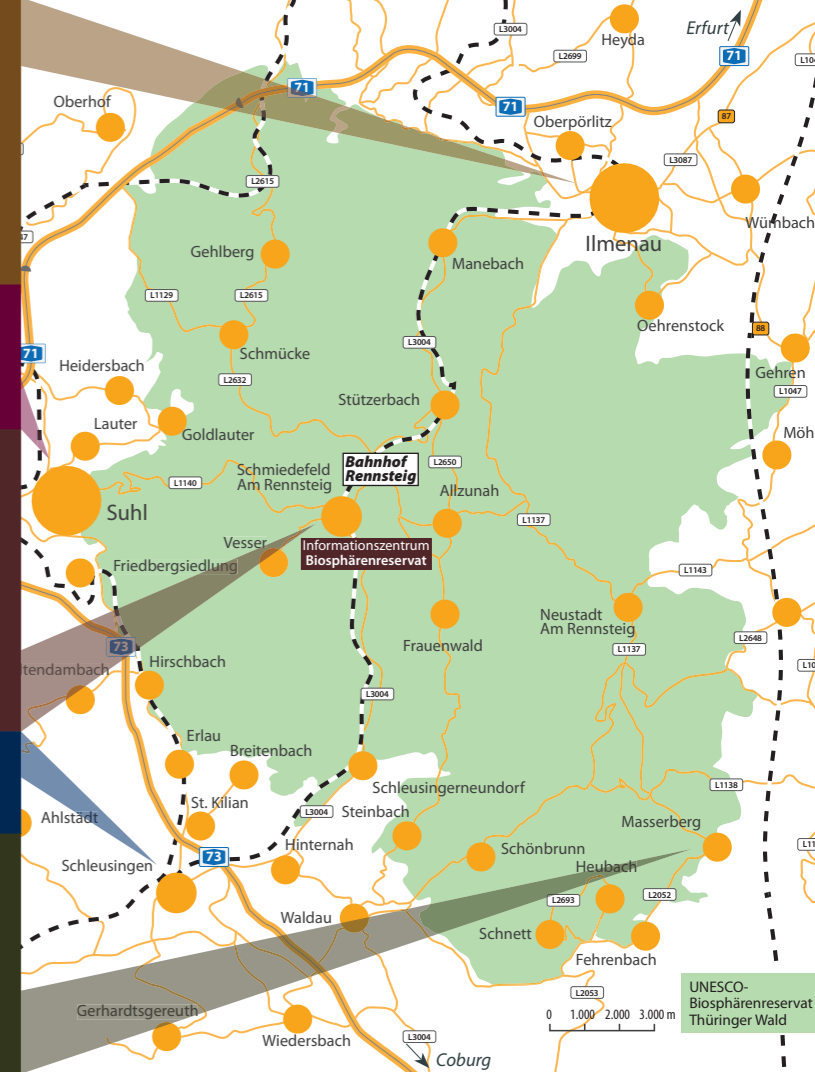 Erfurt
L3004
Heyda
L2699
71
71
Oberhof
71
87
Oberpörlitz
L3087
L2615
Wümbach
Ilmenau
Gehlberg
Manebach
L1129
L2615
Oehrenstock
88
L3004
71
Schmücke
Heidersbach
Gehren
L2632
L1047
Stützerbach
Lauter
Goldlauter
Möh
Bahnhof
Rennsteig
L2650
Schmiedefeld
Am Rennsteig
L1140
Allzunah
Suhl
L1137
Vesser
Informationszentrum
Biosphärenreservat
Friedbergsiedlung
L1143
Neustadt
Am Rennsteig
Frauenwald
L2648
73
L1137
Hirschbach
ltendambach
L3004
Erlau
Breitenbach
Schleusingerneundorf
L1138
St. Kilian
L3004
Steinbach
Ahlstädt
Masserberg
Hinternah
Schönbrunn
73
Schleusingen
Heubach
L2693
L2052
Waldau
Schnett
Fehrenbach
L2053
UNESCO-
Biosphärenreservat
Thüringer Wald
0 1.000 2.000 3.000 m
Gerhardtsgereuth
Wiedersbach
L3004
Coburg